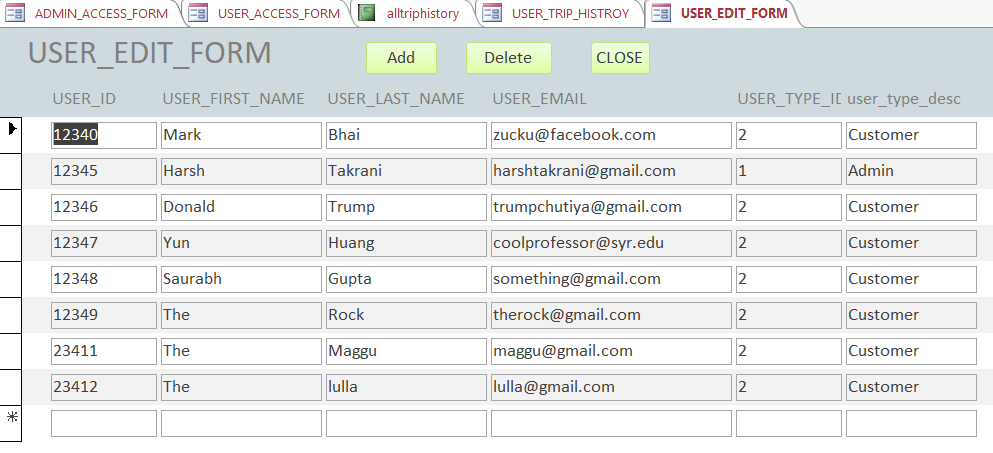 ADMIN_ACCESS_FORM USER_ACCESS_FORM alltriphistory USER_TRIP_HISTROY USER_EDIT_FORM
USER_EDIT_FORM Add Delete CLOSE
USER_ID USER_FIRST_NAME USER_LAST_NAME USER_EMAIL USER_TYPE_ID user_type_desc
12340 Mark Bhai zucku@facebook.com 2 Customer
12345 Harsh Takrani harshtakrani@gmail.com 1 Admin
12346 Donald Trump trumpchutiya@gmail.com 2 Customer
12347 Yun Huang coolprofessor@syr.edu 2 Customer
12348 Saurabh Gupta something@gmail.com 2 Customer
12349 The Rock therock@gmail.com 2 Customer
23411 The Maggu maggu@gmail.com 2 Customer
23412 The lulla lulla@gmail.com 2 Customer